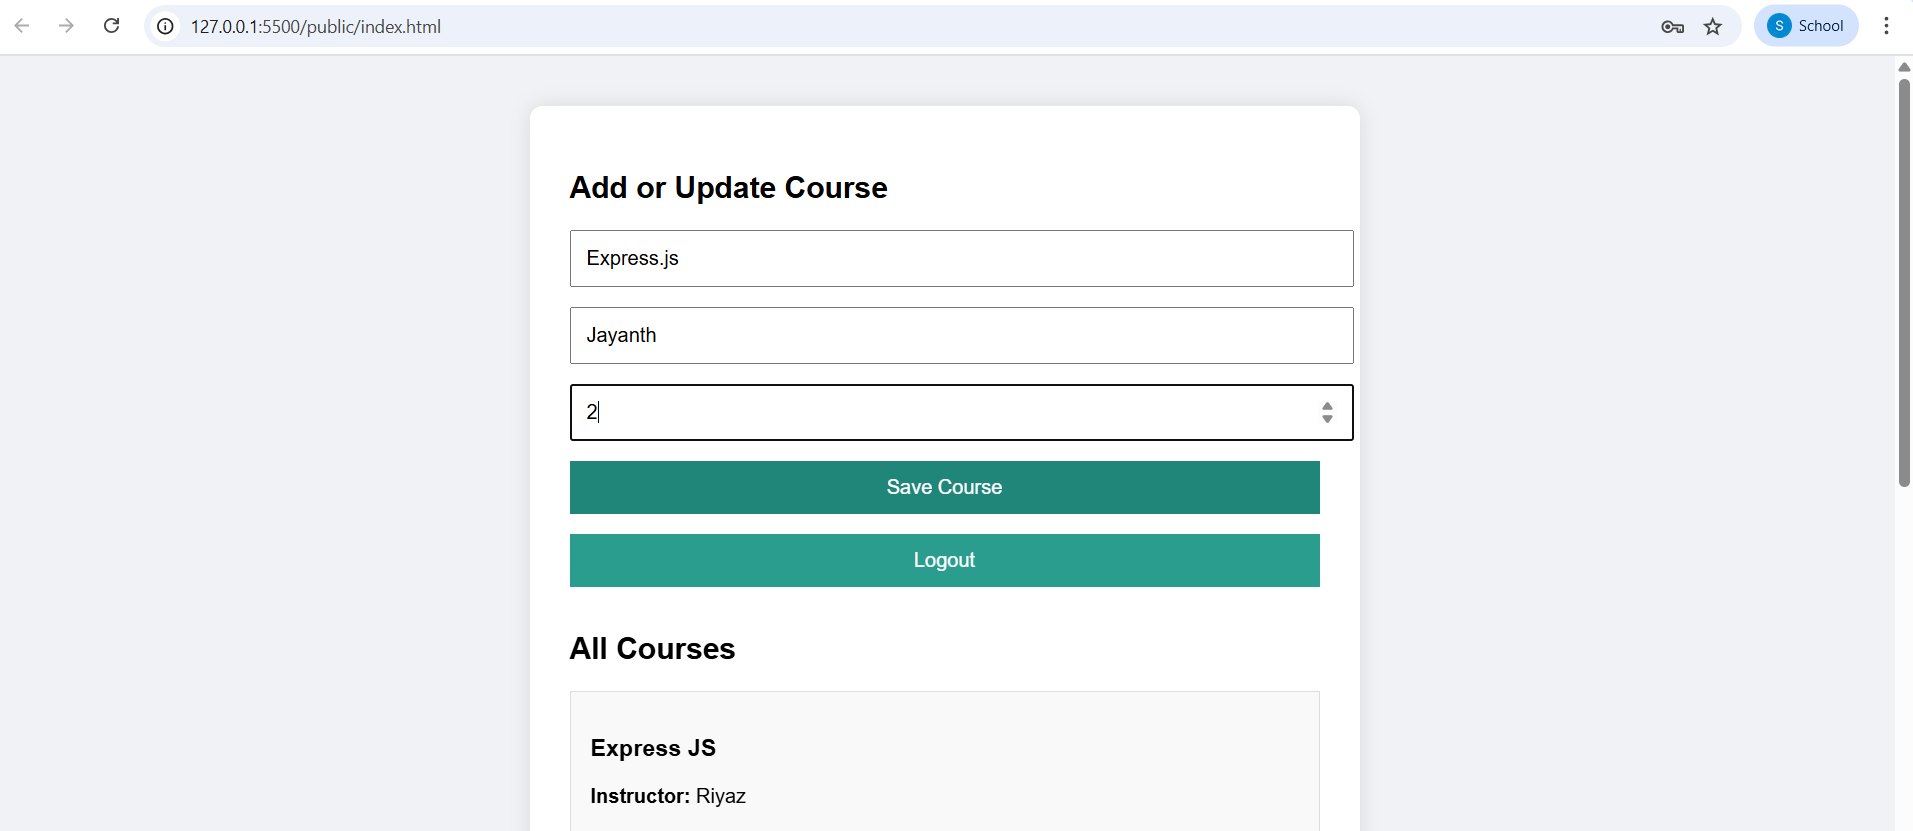 127.0.0.1:5500/public/index.html
S School
Add or Update Course
Express.js
Jayanth
2
Save Course
Logout
All Courses
Express JS
Instructor: Riyaz